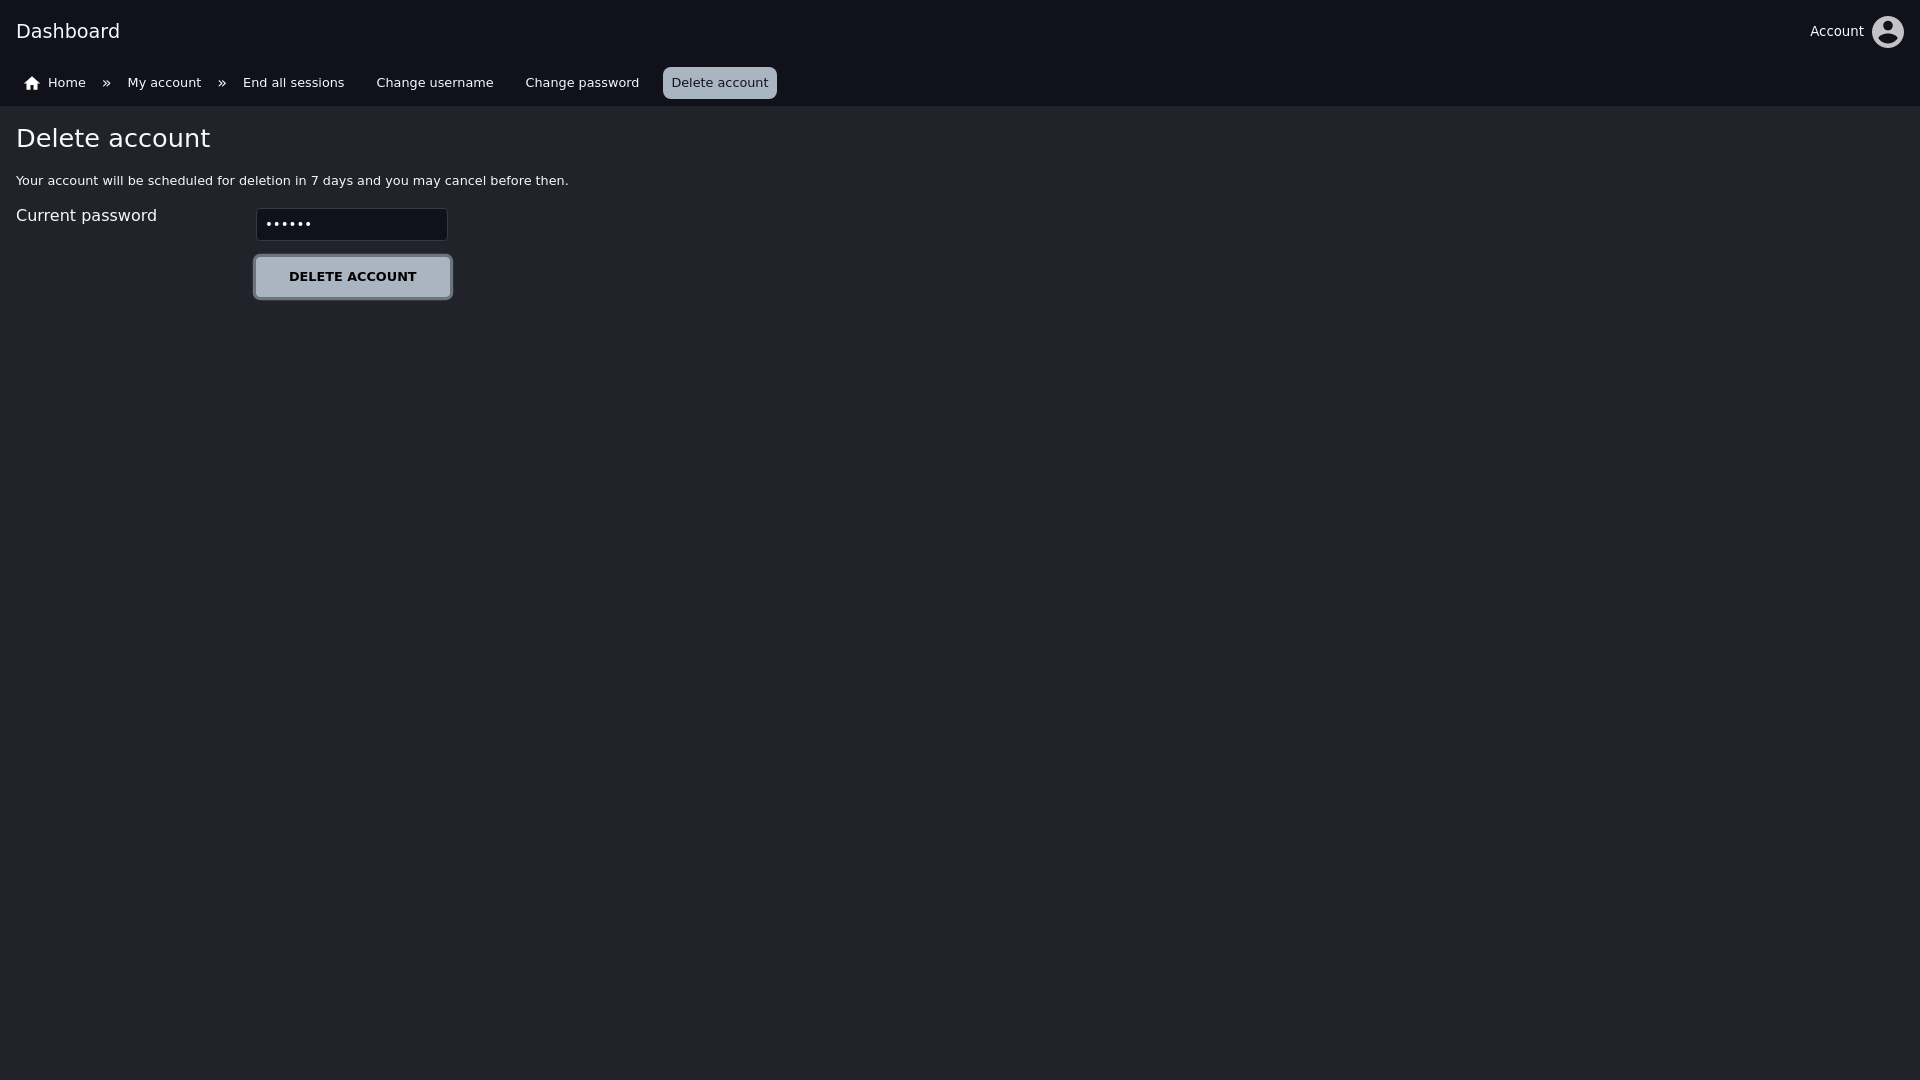 Dashboard
Account
Home » My account » End all sessions Change username Change password Delete account
Delete account
Your account will be scheduled for deletion in 7 days and you may cancel before then.
Current password
••••••
DELETE ACCOUNT